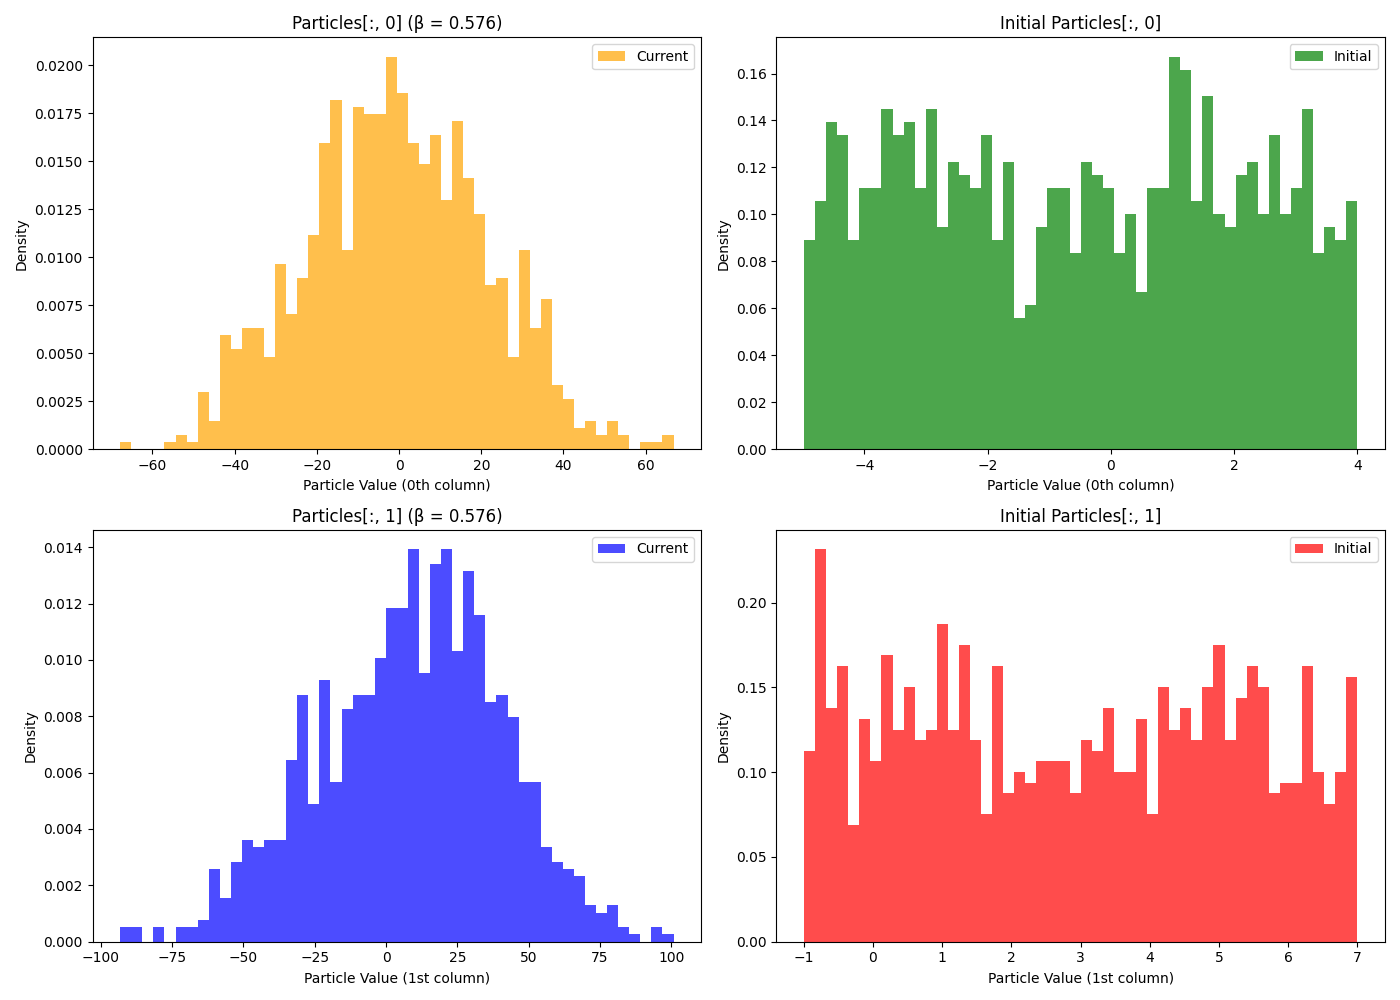 Particles[:, 0] (β = 0.576)
Current
Density
0.0200
0.0175
0.0150
0.0125
0.0100
0.0075
0.0050
0.0025
0.0000
−60 −40 −20 0 20 40 60
Particle Value (0th column)
Initial Particles[:, 0]
Initial
Density
0.16
0.14
0.12
0.10
0.08
0.06
0.04
0.02
0.00
−4 −2 0 2 4
Particle Value (0th column)
Particles[:, 1] (β = 0.576)
Current
Density
0.014
0.012
0.010
0.008
0.006
0.004
0.002
0.000
−100 −75 −50 −25 0 25 50 75 100
Particle Value (1st column)
Initial Particles[:, 1]
Initial
Density
0.20
0.15
0.10
0.05
0.00
−1 0 1 2 3 4 5 6 7
Particle Value (1st column)